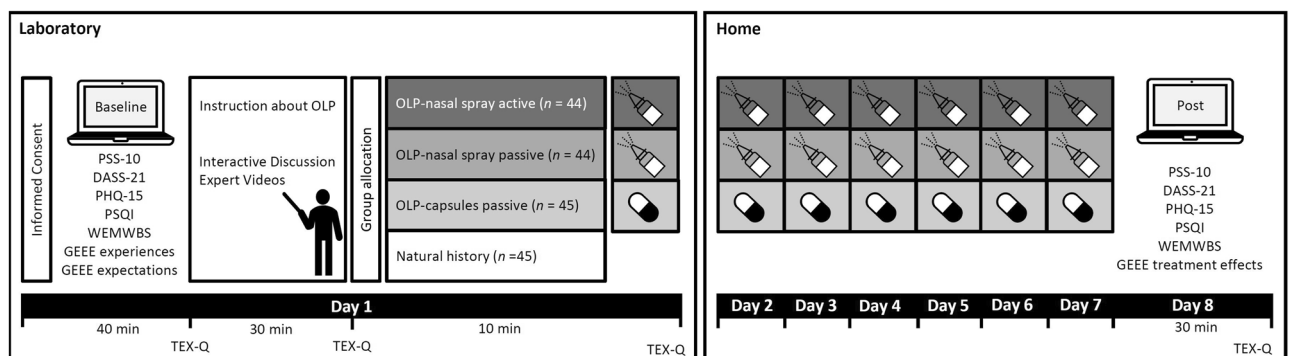 Laboratory
Informed Consent
Baseline
PSS-10
DASS-21
PHQ-15
PSQI
WEMWBS
GEEE experiences
GEEE expectations
Instruction about OLP
Interactive Discussion
Expert Videos
Group allocation
OLP-nasal spray active (n = 44)
OLP-nasal spray passive (n = 44)
OLP-capsules passive (n = 45)
Natural history (n =45)
Day 1
40 min
30 min
10 min
TEX-Q
TEX-Q
TEX-Q
Home
Post
PSS-10
DASS-21
PHQ-15
PSQI
WEMWBS
GEEE treatment effects
Day 2
Day 3
Day 4
Day 5
Day 6
Day 7
Day 8
30 min
TEX-Q